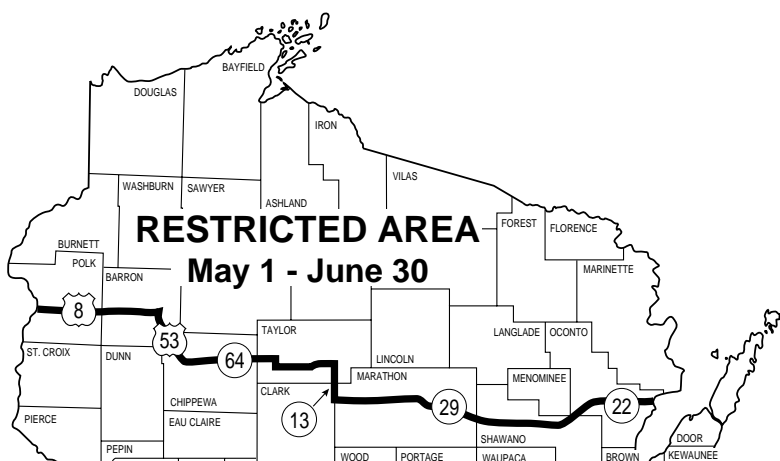 BAYFIELD
DOUGLAS
IRON
VILAS
WASHBURN
SAWYER
ASHLAND
RESTRICTED AREA
FOREST
FLORENCE
BURNETT
POLK
BARRON
May 1 - June 30
MARINETTE
8
53
TAYLOR
LANGLADE
OCONTO
ST. CROIX
DUNN
64
LINCOLN
MARATHON
MENOMINEE
CLARK
CHIPPEWA
13
29
22
PIERCE
EAU CLAIRE
SHAWANO
DOOR
PEPIN
WOOD
PORTAGE
WAUPACA
BROWN
KEWAUNEE